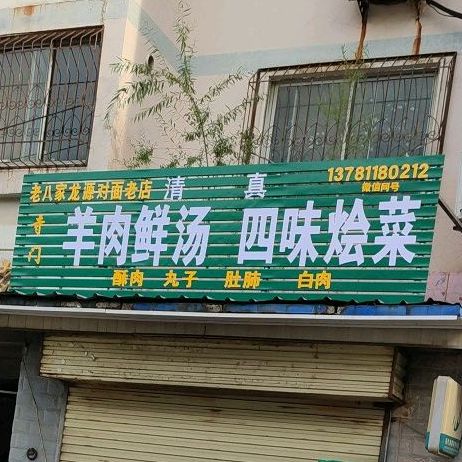 老八家龙源对面老店 清真 13781180212
微信同号
寺门 羊肉鲜汤 四味烩菜
酥肉 丸子 肚肺 白肉